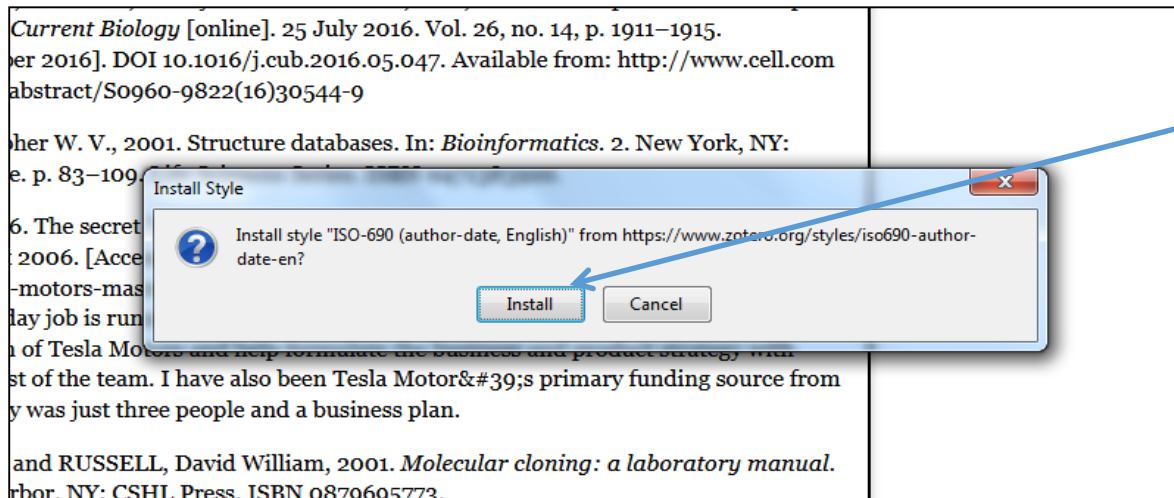 Current Biology [online]. 25 July 2016. Vol. 26, no. 14, p. 1911–1915.
ber 2016]. DOI 10.1016/j.cub.2016.05.047. Available from: http://www.cell.com
abstract/S0960-9822(16)30544-9
her W. V., 2001. Structure databases. In: Bioinformatics. 2. New York, NY:
e. p. 83–109.
Install Style
6. The secret
Install style "ISO-690 (author-date, English)" from https://www.zotero.org/styles/iso690-author-
date-en?
2006. [Acce
-motors-mas
Install
Cancel
day job is run
of Tesla Motors and help formulate the business and product strategy with
st of the team. I have also been Tesla Motor&#39;s primary funding source from
y was just three people and a business plan.
and RUSSELL, David William, 2001. Molecular cloning: a laboratory manual.
rbor, NY: CSHL Press. ISBN 0879695773.